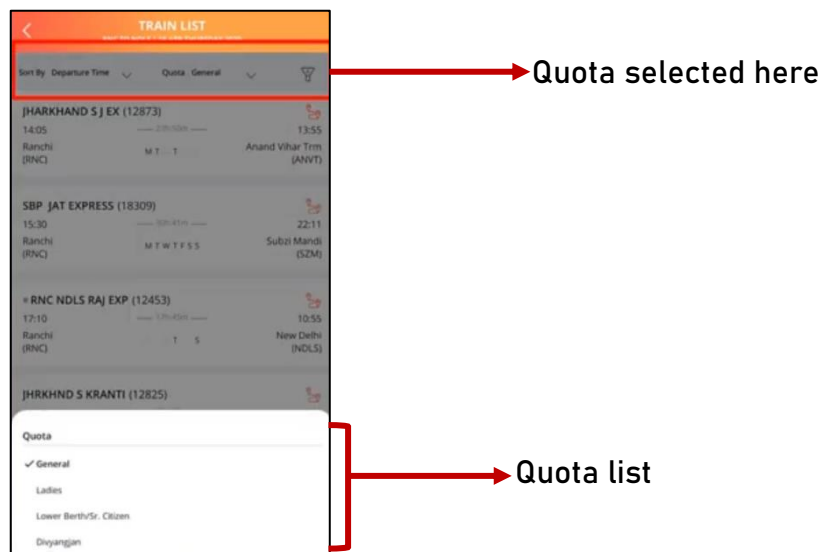 TRAIN LIST
Sort By Departure Time Quota General
Quota selected here
JHARKHAND S J EX (12873)
14:05 13:55
Ranchi Anand Vihar Trm
(RNC) M T T (ANVT)
SBP JAT EXPRESS (18309)
15:30 22:11
Ranchi Subzi Mandi
(RNC) M T W T F S S (SZM)
RNC NDLS RAJ EXP (12453)
17:10 10:55
Ranchi New Delhi
(RNC) T S (NDLS)
JHRKHND S KRANTI (12825)
Quota
General
Ladies
Lower Berth/Sr. Citizen
Divyangjan
Quota list